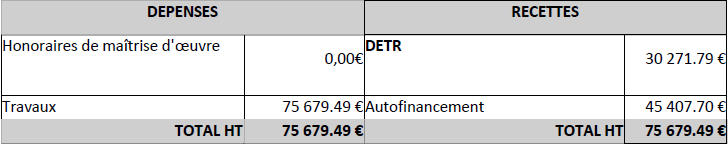 DEPENSES RECETTES
Honoraires de maîtrise d'œuvre 0,00€ DETR 30 271.79 €
Travaux 75 679.49 € Autofinancement 45 407.70 €
TOTAL HT 75 679.49 € TOTAL HT 75 679.49 €